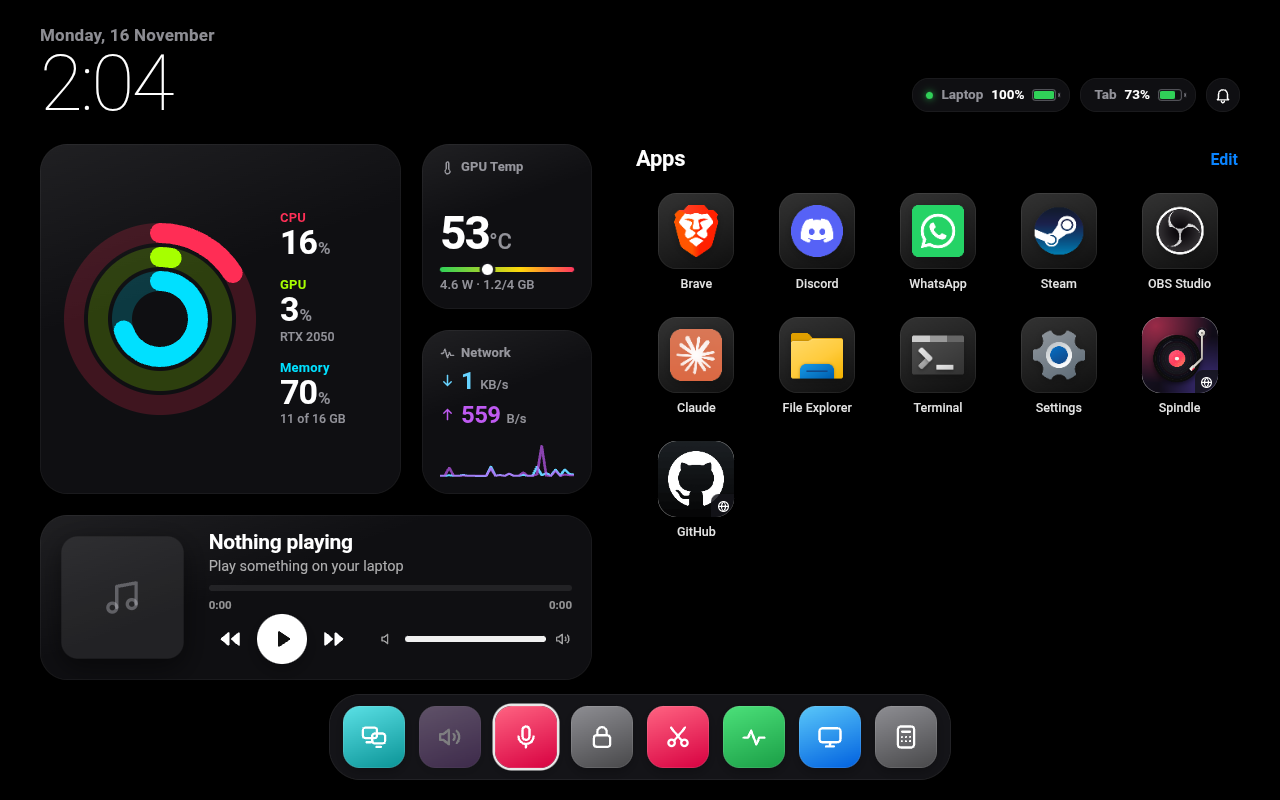 Monday, 16 November
2:04
Laptop 100%
Tab 73%
CPU
16%
GPU
3%
RTX 2050
Memory
70%
11 of 16 GB
GPU Temp
53°C
4.6 W · 1.2/4 GB
Network
↓ 1 KB/s
↑ 559 B/s
Nothing playing
Play something on your laptop
0:00 0:00
Apps Edit
Brave Discord WhatsApp Steam OBS Studio
Claude File Explorer Terminal Settings Spindle
GitHub